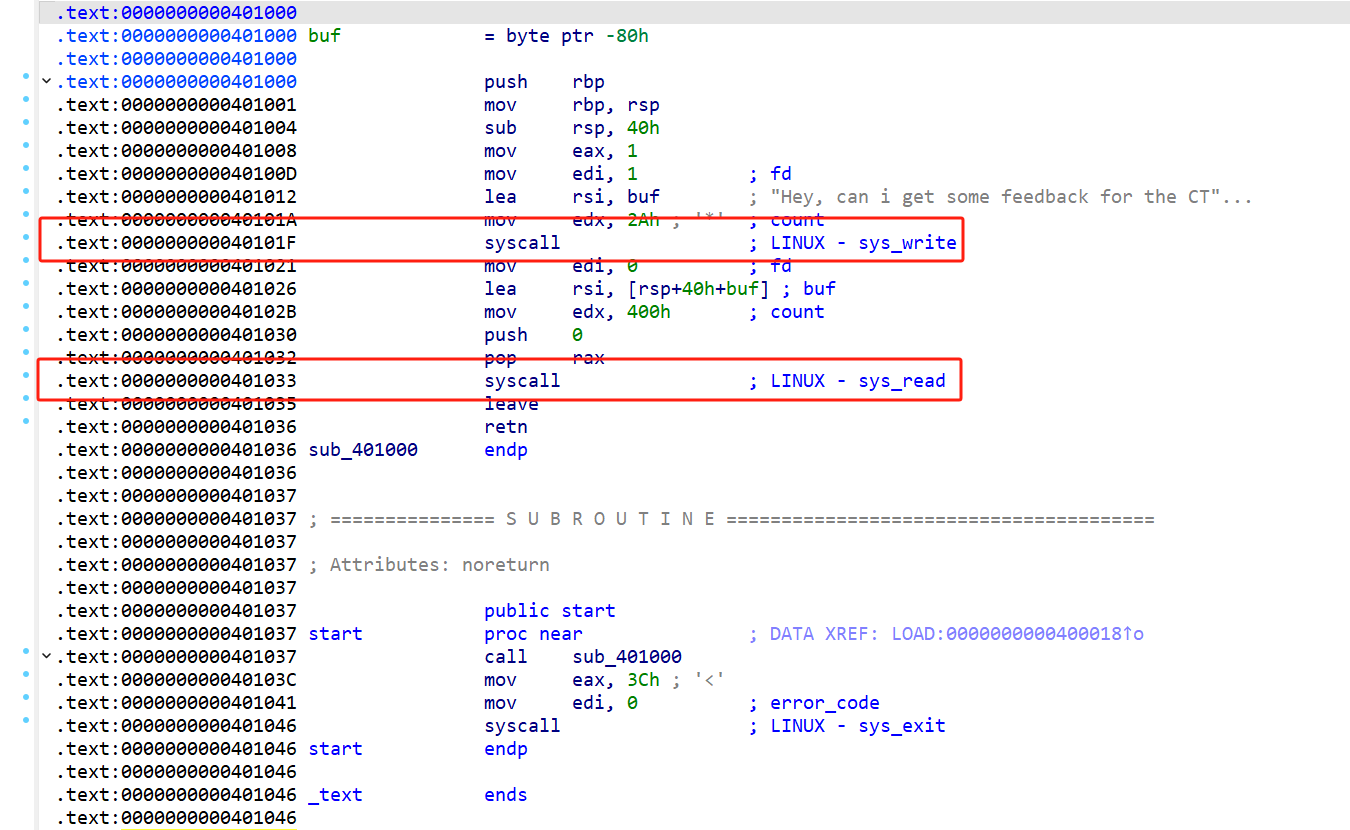 .text:0000000000401000
.text:0000000000401000 buf = byte ptr -80h
.text:0000000000401000
.text:0000000000401000 push rbp
.text:0000000000401001 mov rbp, rsp
.text:0000000000401004 sub rsp, 40h
.text:0000000000401008 mov eax, 1
.text:000000000040100D mov edi, 1 ; fd
.text:0000000000401012 lea rsi, buf ; "Hey, can i get some feedback for the CT"...
.text:000000000040101A mov edx, 2Ah ; '*' ; count
.text:000000000040101F syscall ; LINUX - sys_write
.text:0000000000401021 mov edi, 0 ; fd
.text:0000000000401026 lea rsi, [rsp+40h+buf] ; buf
.text:000000000040102B mov edx, 400h ; count
.text:0000000000401030 push 0
.text:0000000000401032 pop rax
.text:0000000000401033 syscall ; LINUX - sys_read
.text:0000000000401035 leave
.text:0000000000401036 retn
.text:0000000000401036 sub_401000 endp
.text:0000000000401036
.text:0000000000401037
.text:0000000000401037 ; =============== S U B R O U T I N E =======================================
.text:0000000000401037
.text:0000000000401037 ; Attributes: noreturn
.text:0000000000401037
.text:0000000000401037 public start
.text:0000000000401037 start proc near ; DATA XREF: LOAD:0000000000400018↑o
.text:0000000000401037 call sub_401000
.text:000000000040103C mov eax, 3Ch ; '<'
.text:0000000000401041 mov edi, 0 ; error_code
.text:0000000000401046 syscall ; LINUX - sys_exit
.text:0000000000401046 start endp
.text:0000000000401046
.text:0000000000401046 _text ends
.text:0000000000401046